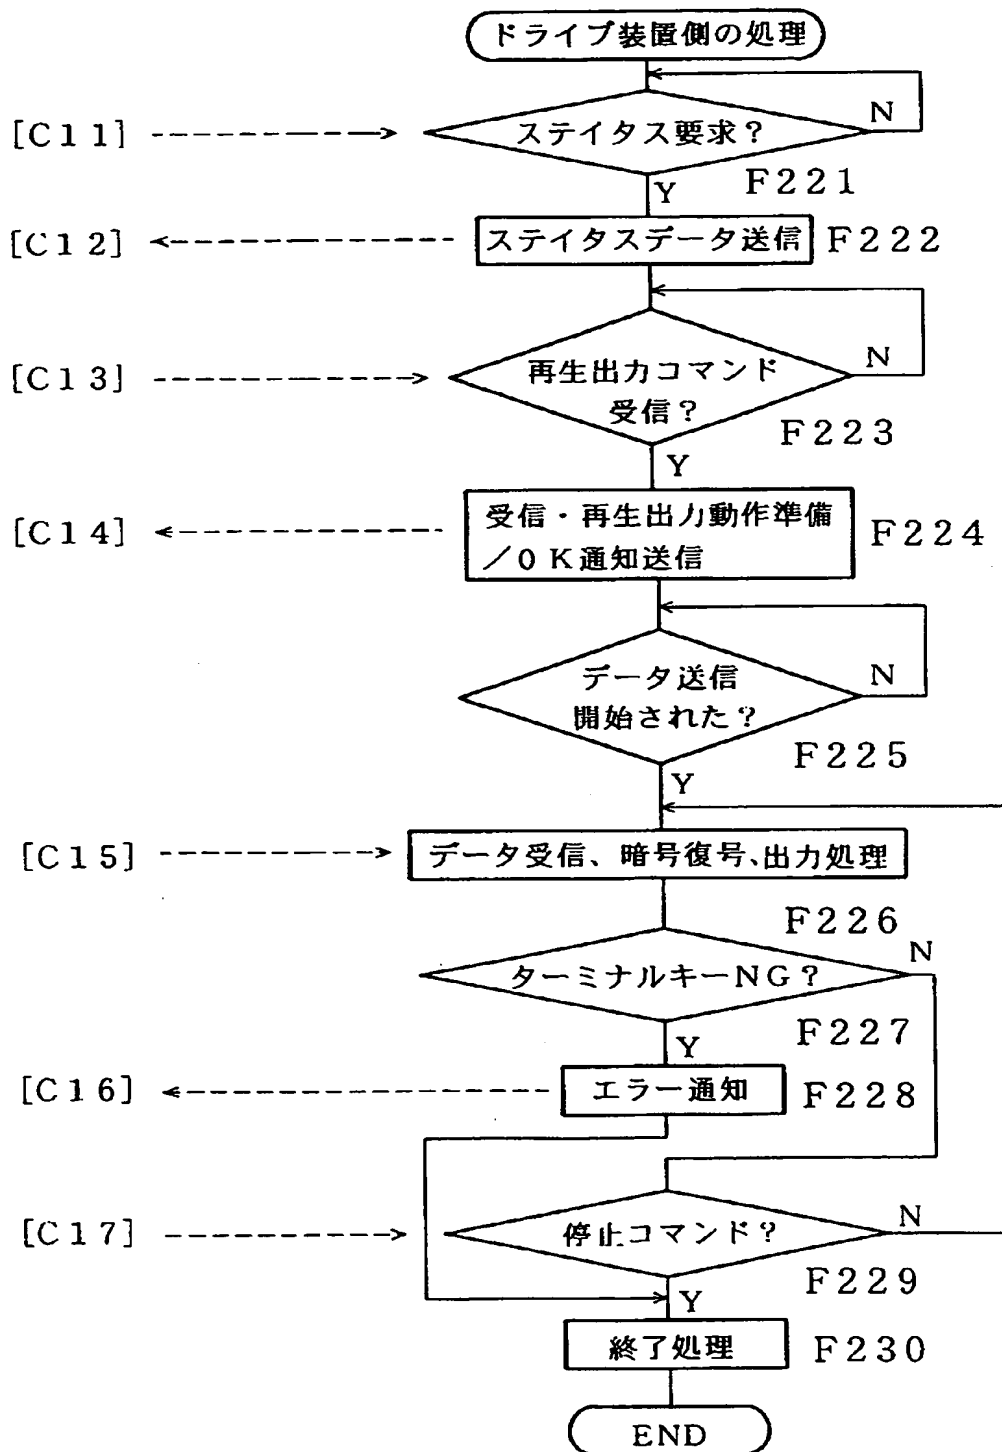 ドライブ装置側の処理
N
[C11]
ステイタス要求?
Y
F221
[C12]
ステイタスデータ送信
F222
N
[C13]
再生出力コマンド
受信?
F223
Y
[C14]
受信・再生出力動作準備
/OK通知送信
F224
N
データ送信
開始された?
F225
Y
[C15]
データ受信、暗号復号、出力処理
F226
N
ターミナルキーNG?
F227
Y
[C16]
エラー通知
F228
[C17]
停止コマンド?
N
F229
Y
終了処理
F230
END